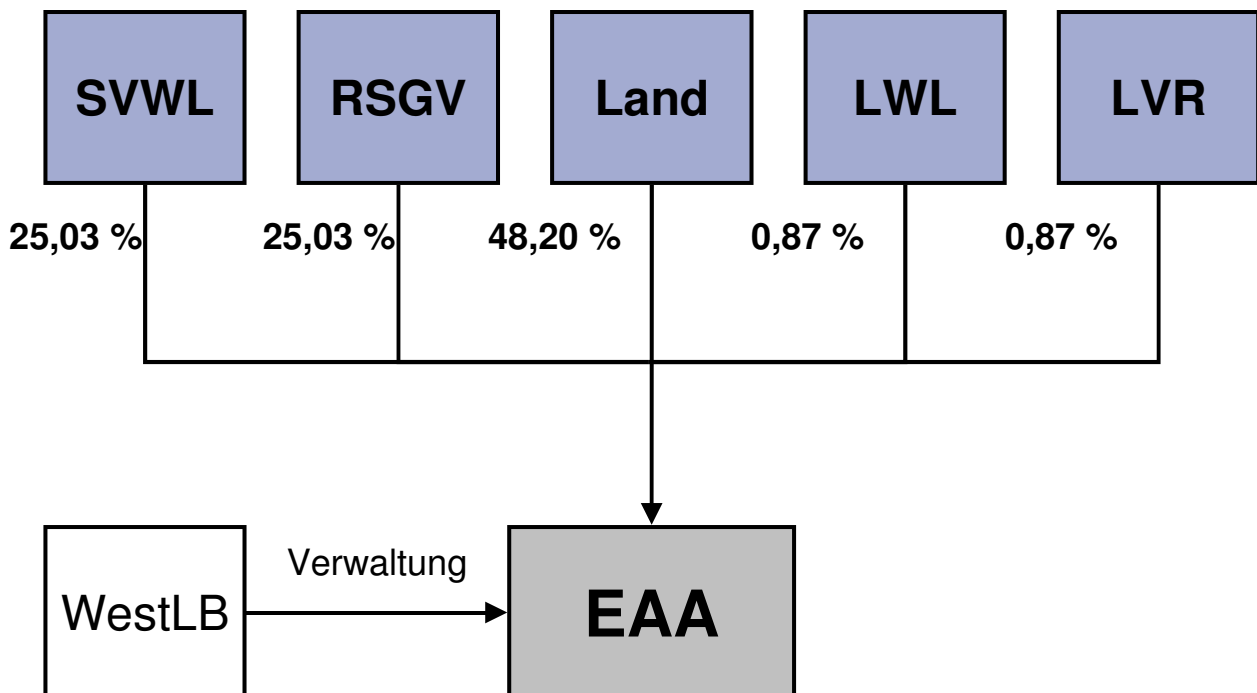 SVWL
RSGV
Land
LWL
LVR
25,03 %
25,03 %
48,20 %
0,87 %
0,87 %
Verwaltung
WestLB
EAA